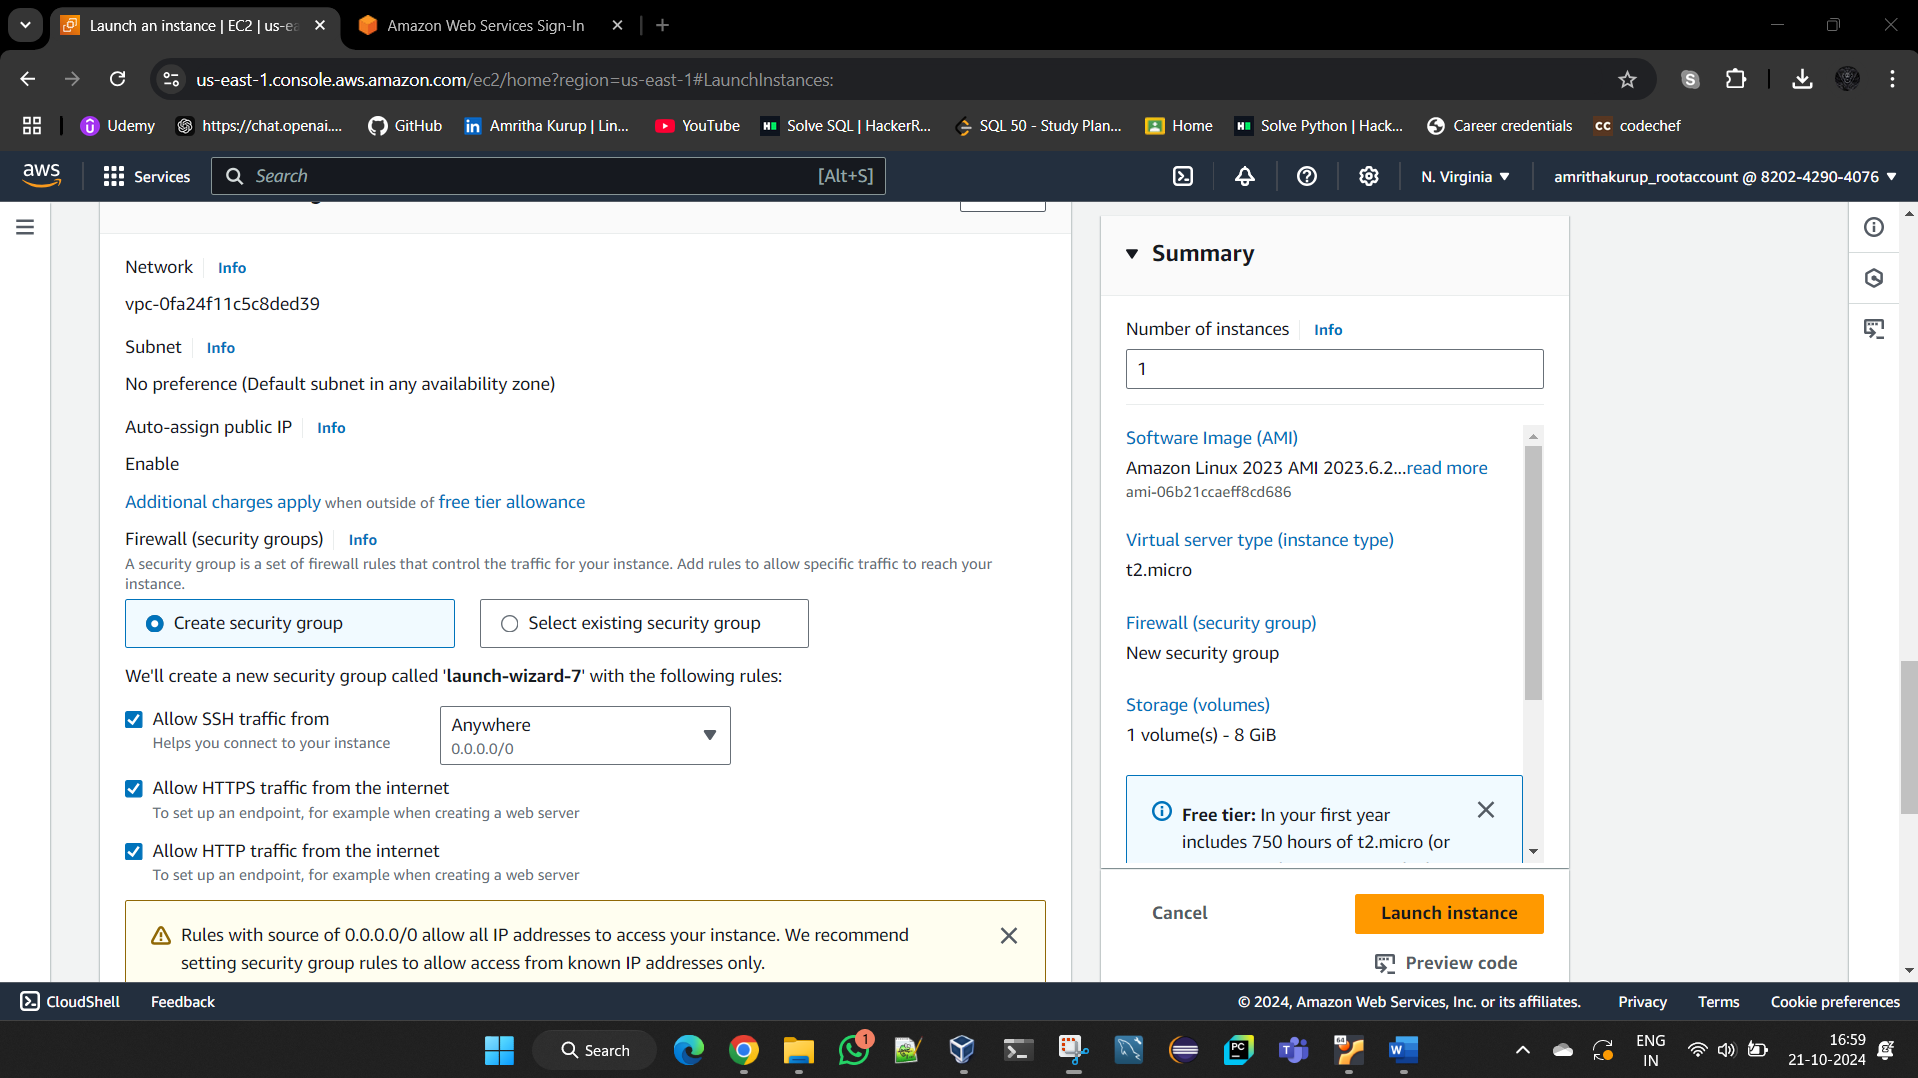 Launch an instance | EC2 | us-ea
Amazon Web Services Sign-In
us-east-1.console.aws.amazon.com/ec2/home?region=us-east-1#LaunchInstances:
Udemy
https://chat.openai....
GitHub
Amritha Kurup | Lin...
YouTube
Solve SQL | HackerR...
SQL 50 - Study Plan...
Home
Solve Python | Hack...
Career credentials
codechef
aws
Services
Search
[Alt+S]
N. Virginia
amrithakurup_rootaccount @ 8202-4290-4076
Network
Info
vpc-0fa24f11c5c8ded39
Subnet
Info
No preference (Default subnet in any availability zone)
Auto-assign public IP
Info
Enable
Additional charges apply when outside of free tier allowance
Firewall (security groups)
Info
A security group is a set of firewall rules that control the traffic for your instance. Add rules to allow specific traffic to reach your
instance.
Create security group
Select existing security group
We'll create a new security group called 'launch-wizard-7' with the following rules:
Allow SSH traffic from
Helps you connect to your instance
Anywhere
0.0.0.0/0
Allow HTTPS traffic from the internet
To set up an endpoint, for example when creating a web server
Allow HTTP traffic from the internet
To set up an endpoint, for example when creating a web server
Rules with source of 0.0.0.0/0 allow all IP addresses to access your instance. We recommend
setting security group rules to allow access from known IP addresses only.
Summary
Number of instances
Info
1
Software Image (AMI)
Amazon Linux 2023 AMI 2023.6.2...read more
ami-06b21ccaeff8cd686
Virtual server type (instance type)
t2.micro
Firewall (security group)
New security group
Storage (volumes)
1 volume(s) - 8 GiB
Free tier: In your first year
includes 750 hours of t2.micro (or
Cancel
Launch instance
Preview code
CloudShell
Feedback
© 2024, Amazon Web Services, Inc. or its affiliates.
Privacy
Terms
Cookie preferences
Search
1
ENG
IN
16:59
21-10-2024